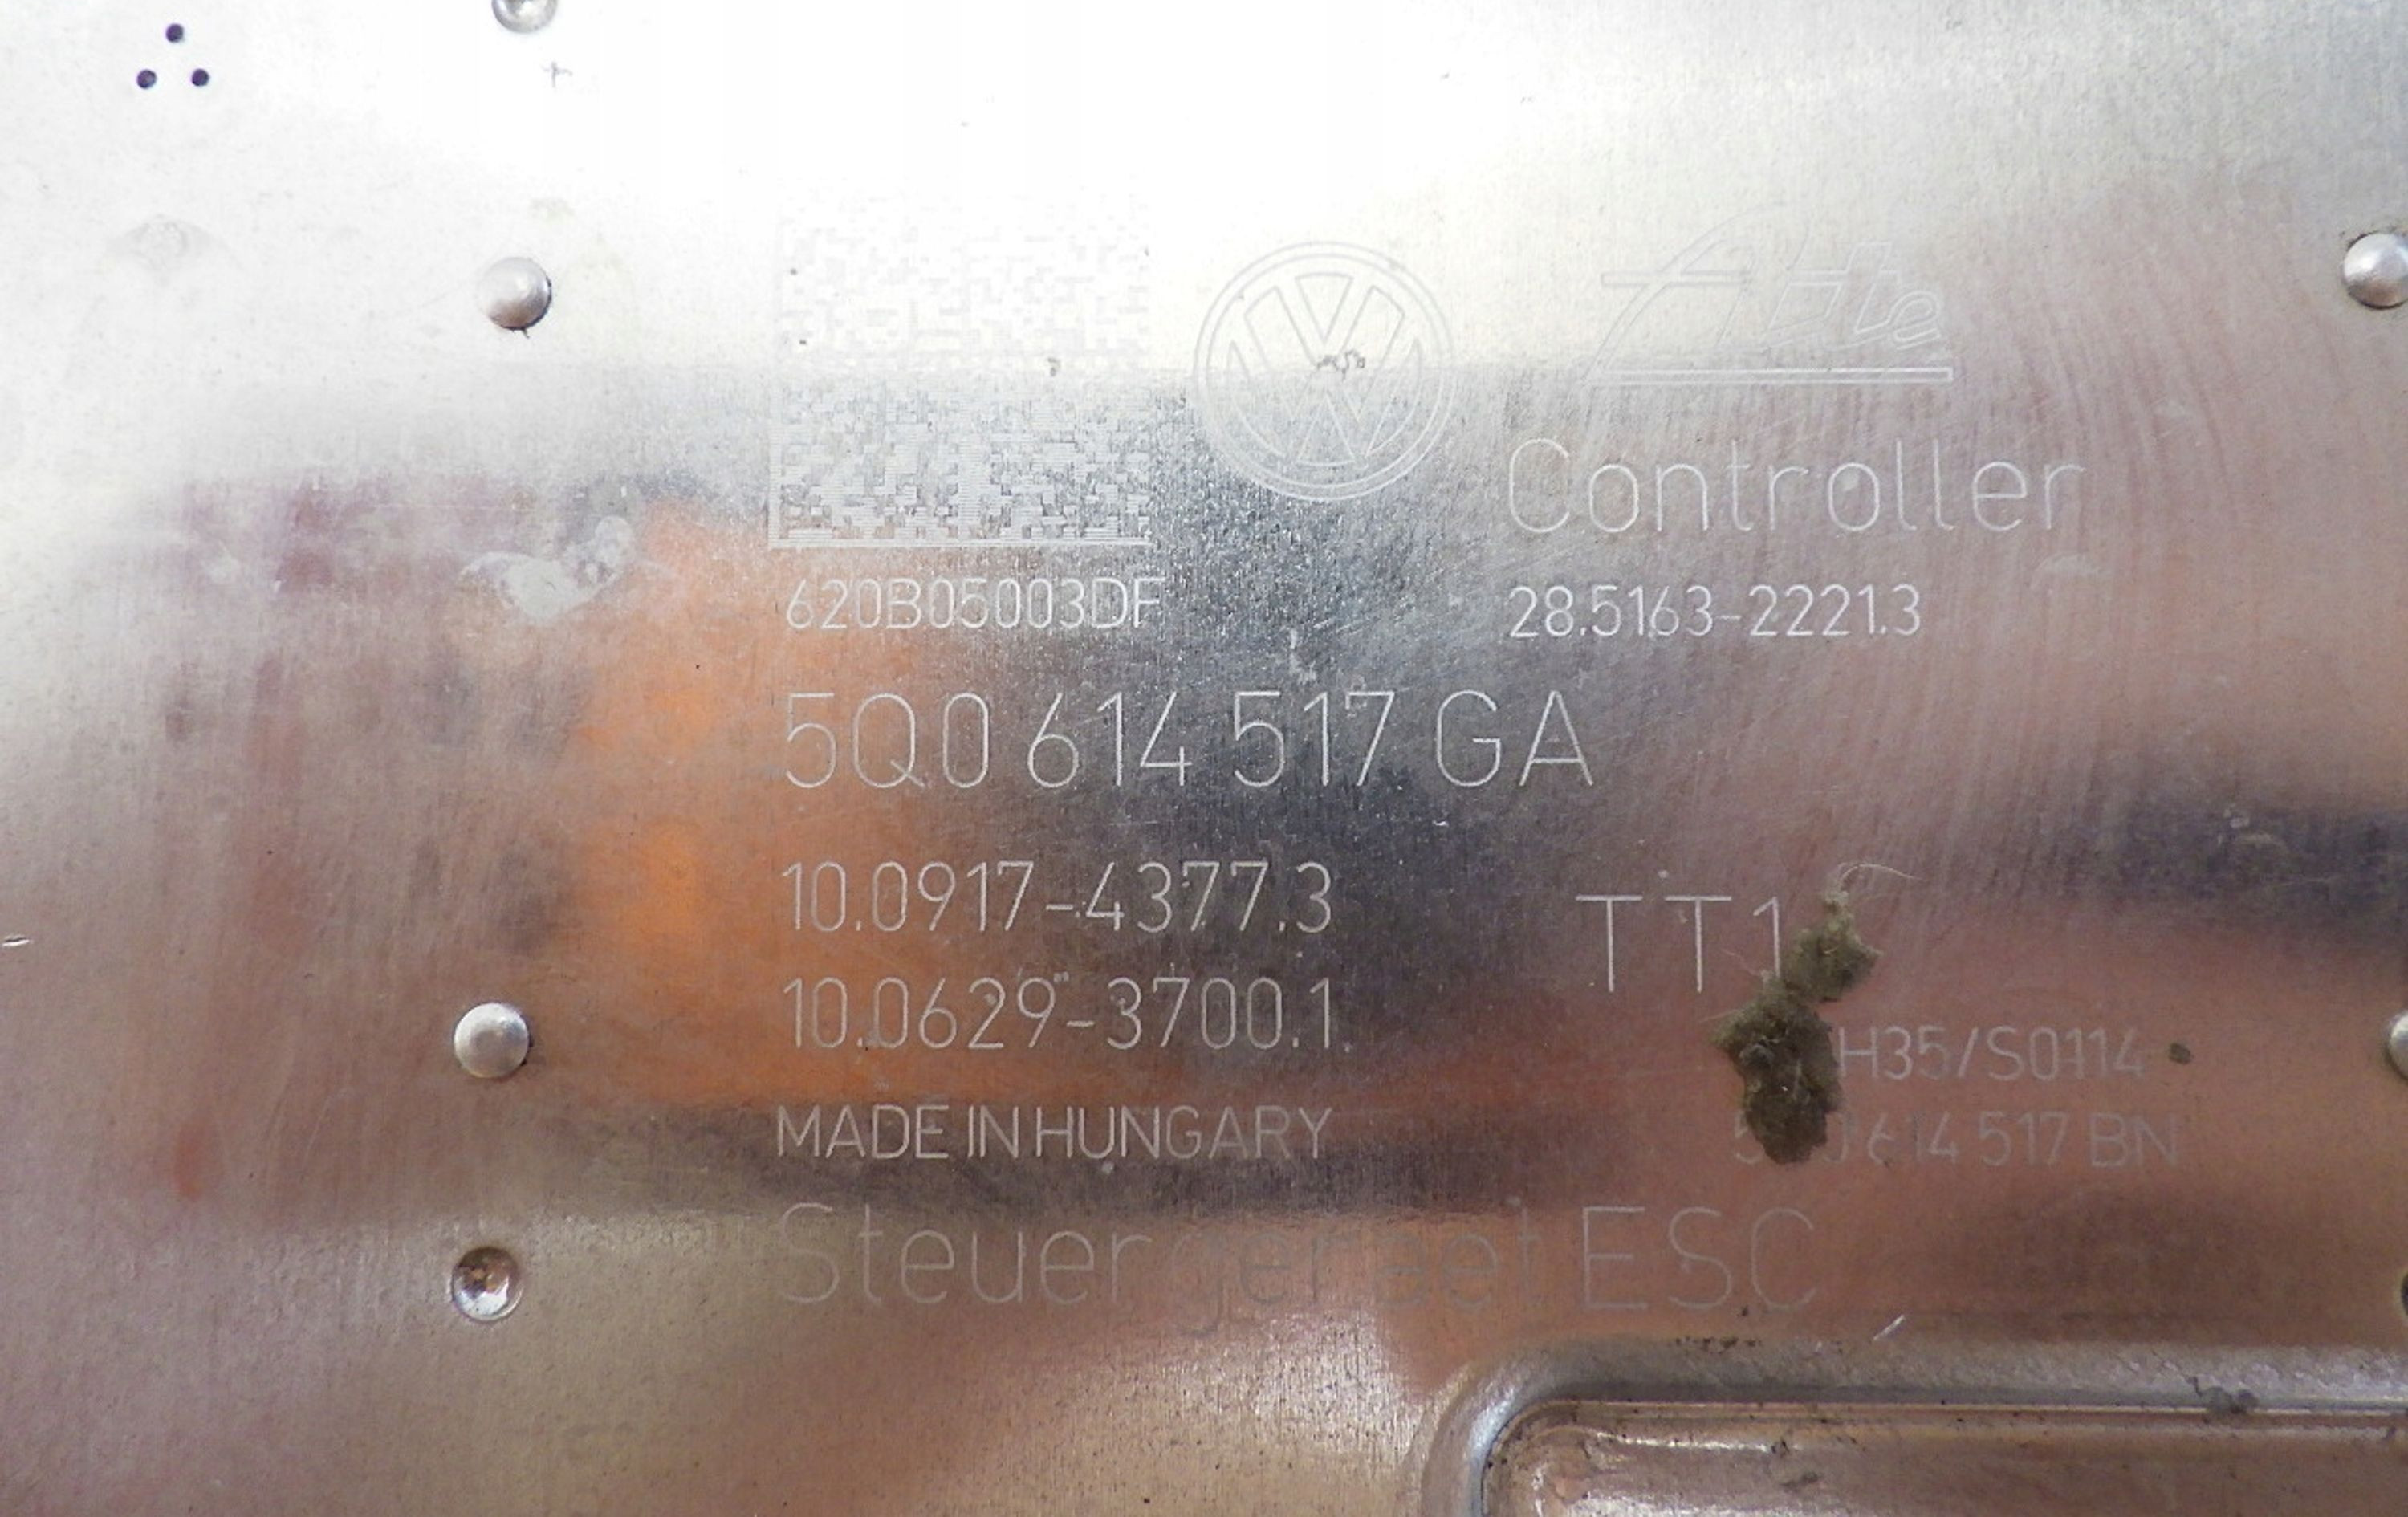 Ate
Controller
620B05003DF
28.5163-2221.3
5Q0 614 517 GA
10.0917-4377.3
TT1
10.0629-3700.1
H35/S0114
614 517 BN
MADE IN HUNGARY
Steuergeraet ESC